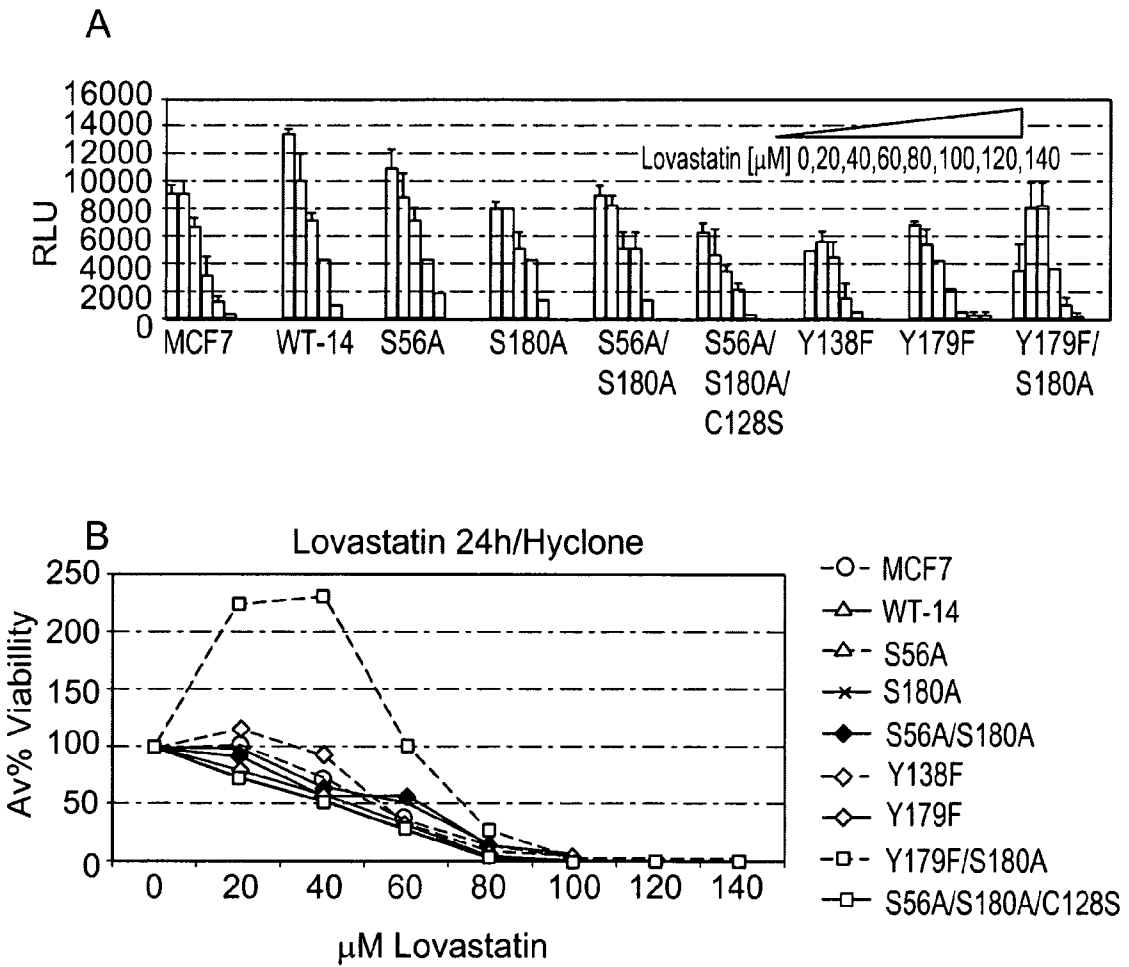 A
16000
14000
12000
10000
8000
6000
4000
2000
0
RLU
Lovastatin [µM] 0,20,40,60,80,100,120,140
MCF7 WT-14 S56A S180A S56A/ S56A/ Y138F Y179F Y179F/
S180A S180A/ S180A
C128S
B
Lovastatin 24h/Hyclone
250
200
150
100
50
0
Av% Viabillity
0 20 40 60 80 100 120 140
µM Lovastatin
MCF7
WT-14
S56A
S180A
S56A/S180A
Y138F
Y179F
Y179F/S180A
S56A/S180A/C128S